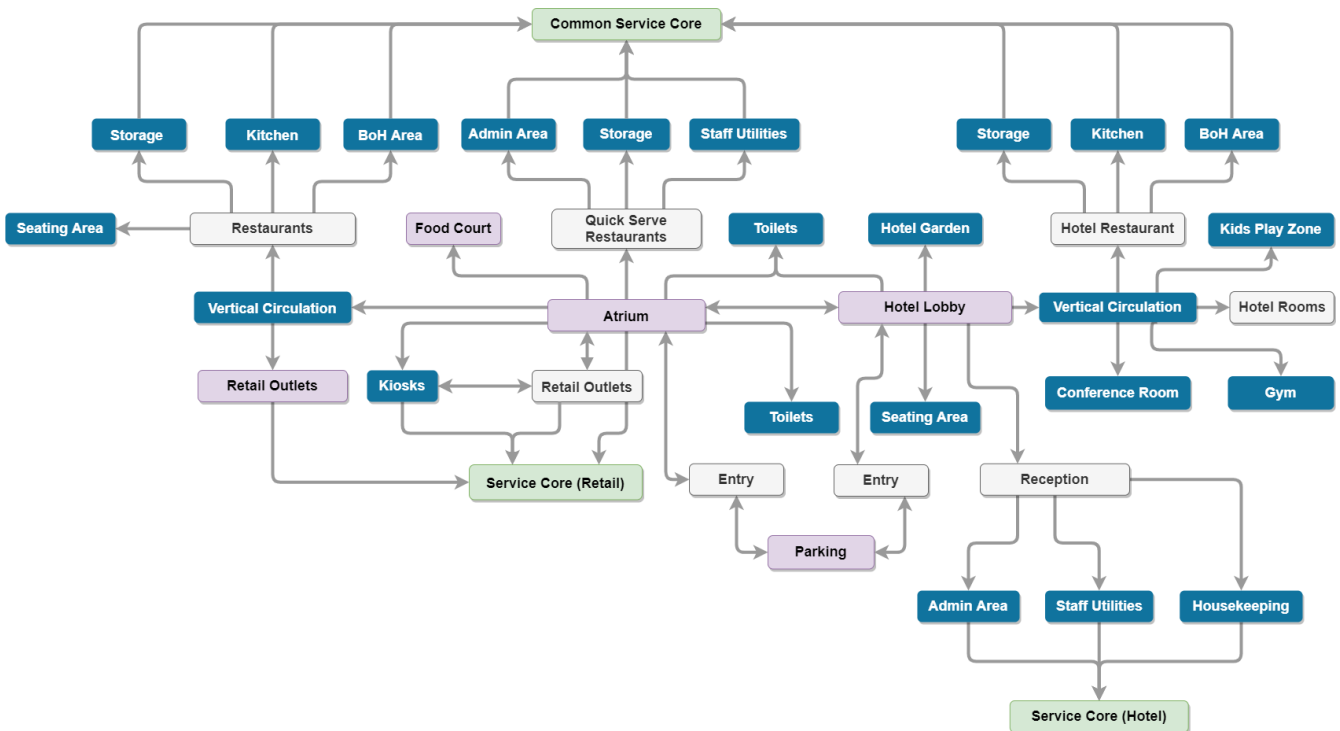 Common Service Core
Storage
Kitchen
BoH Area
Admin Area
Storage
Staff Utilities
Storage
Kitchen
BoH Area
Seating Area
Restaurants
Food Court
Quick Serve
Restaurants
Toilets
Hotel Garden
Hotel Restaurant
Kids Play Zone
Vertical Circulation
Atrium
Hotel Lobby
Vertical Circulation
Hotel Rooms
Retail Outlets
Kiosks
Retail Outlets
Toilets
Seating Area
Conference Room
Gym
Service Core (Retail)
Entry
Entry
Reception
Parking
Admin Area
Staff Utilities
Housekeeping
Service Core (Hotel)